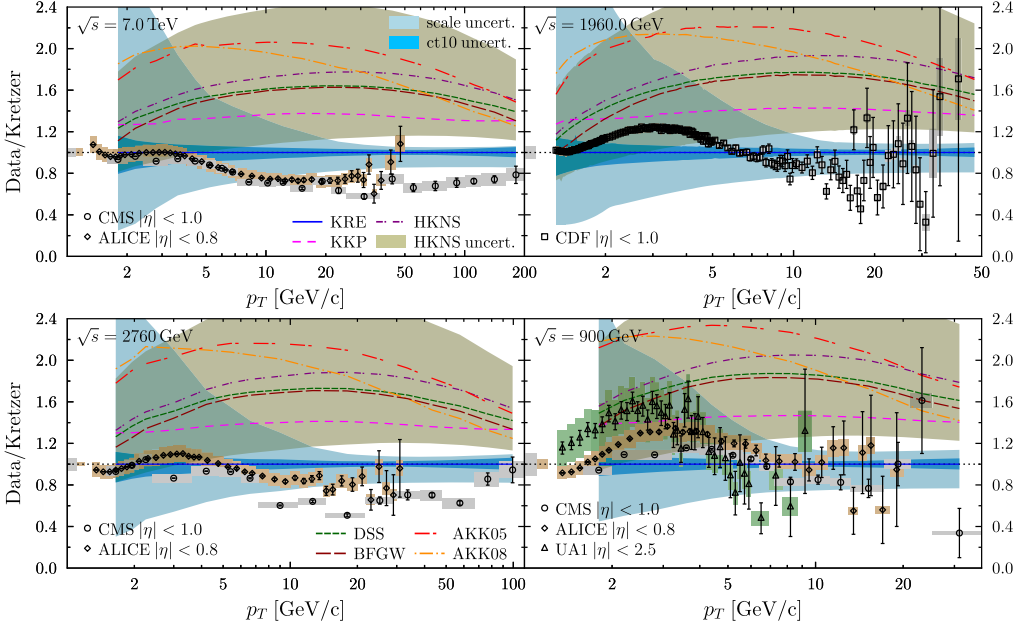 √s = 7.0 TeV
scale uncert.
ct10 uncert.
2.4
2.0
1.6
1.2
0.8
0.4
0.0
Data/Kretzer
CMS |η| < 1.0
ALICE |η| < 0.8
KRE
KKP
HKNS
HKNS uncert.
2 5 10 20 50 100 200
p_T [GeV/c]
√s = 1960.0 GeV
CDF |η| < 1.0
2.4
2.0
1.6
1.2
0.8
0.4
0.0
2 5 10 20 50
p_T [GeV/c]
√s = 2760 GeV
2.4
2.0
1.6
1.2
0.8
0.4
0.0
Data/Kretzer
CMS |η| < 1.0
ALICE |η| < 0.8
DSS
BFGW
AKK05
AKK08
2 5 10 20 50 100
p_T [GeV/c]
√s = 900 GeV
CMS |η| < 1.0
ALICE |η| < 0.8
UA1 |η| < 2.5
2.4
2.0
1.6
1.2
0.8
0.4
0.0
2 5 10 20
p_T [GeV/c]